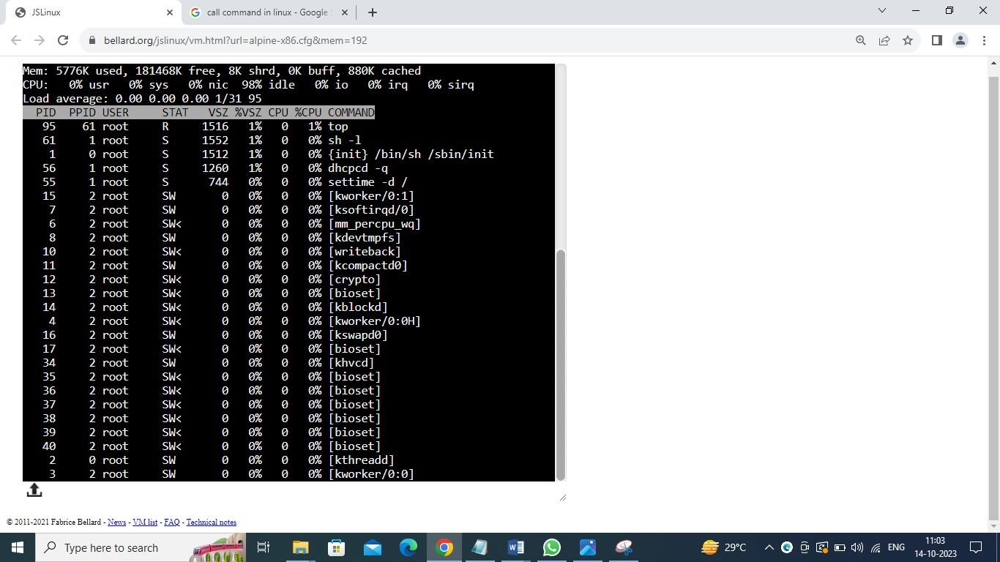 JSLinux
call command in linux - Google
bellard.org/jslinux/vm.html?url=alpine-x86.cfg&mem=192
Mem: 5776K used, 181468K free, 8K shrd, 0K buff, 880K cached
CPU:   0% usr   0% sys   0% nic  98% idle   0% io   0% irq   0% sirq
Load average: 0.00 0.00 0.00 1/31 95
  PID  PPID USER     STAT   VSZ %VSZ CPU %CPU COMMAND
   95    61 root     R     1516   1%   0   1% top
   61     1 root     S     1552   1%   0   0% sh -l
    1     0 root     S     1512   1%   0   0% {init} /bin/sh /sbin/init
   56     1 root     S     1260   1%   0   0% dhcpcd -q
   55     1 root     S      744   0%   0   0% settime -d /
   15     2 root     SW       0   0%   0   0% [kworker/0:1]
    7     2 root     SW       0   0%   0   0% [ksoftirqd/0]
    6     2 root     SW<      0   0%   0   0% [mm_percpu_wq]
    8     2 root     SW       0   0%   0   0% [kdevtmpfs]
   10     2 root     SW<      0   0%   0   0% [writeback]
   11     2 root     SW       0   0%   0   0% [kcompactd0]
   12     2 root     SW<      0   0%   0   0% [crypto]
   13     2 root     SW<      0   0%   0   0% [bioset]
   14     2 root     SW<      0   0%   0   0% [kblockd]
    4     2 root     SW<      0   0%   0   0% [kworker/0:0H]
   16     2 root     SW       0   0%   0   0% [kswapd0]
   17     2 root     SW<      0   0%   0   0% [bioset]
   34     2 root     SW       0   0%   0   0% [khvcd]
   35     2 root     SW<      0   0%   0   0% [bioset]
   36     2 root     SW<      0   0%   0   0% [bioset]
   37     2 root     SW<      0   0%   0   0% [bioset]
   38     2 root     SW<      0   0%   0   0% [bioset]
   39     2 root     SW<      0   0%   0   0% [bioset]
   40     2 root     SW<      0   0%   0   0% [bioset]
    2     0 root     SW       0   0%   0   0% [kthreadd]
    3     2 root     SW       0   0%   0   0% [kworker/0:0]
© 2011-2021 Fabrice Bellard - News - VM list - FAQ - Technical notes
Type here to search
29°C
ENG
11:03
14-10-2023